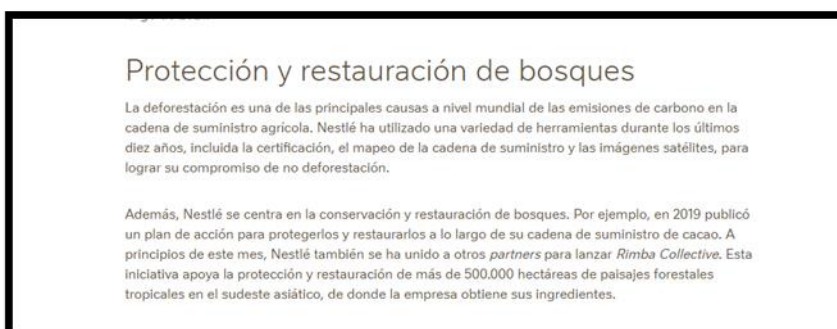 Protección y restauración de bosques
La deforestación es una de las principales causas a nivel mundial de las emisiones de carbono en la
cadena de suministro agrícola. Nestlé ha utilizado una variedad de herramientas durante los últimos
diez años, incluida la certificación, el mapeo de la cadena de suministro y las imágenes satélites, para
lograr su compromiso de no deforestación.
Además, Nestlé se centra en la conservación y restauración de bosques. Por ejemplo, en 2019 publicó
un plan de acción para protegerlos y restaurarlos a lo largo de su cadena de suministro de cacao. A
principios de este mes, Nestlé también se ha unido a otros partners para lanzar Rimba Collective. Esta
iniciativa apoya la protección y restauración de más de 500.000 hectáreas de paisajes forestales
tropicales en el sudeste asiático, de donde la empresa obtiene sus ingredientes.